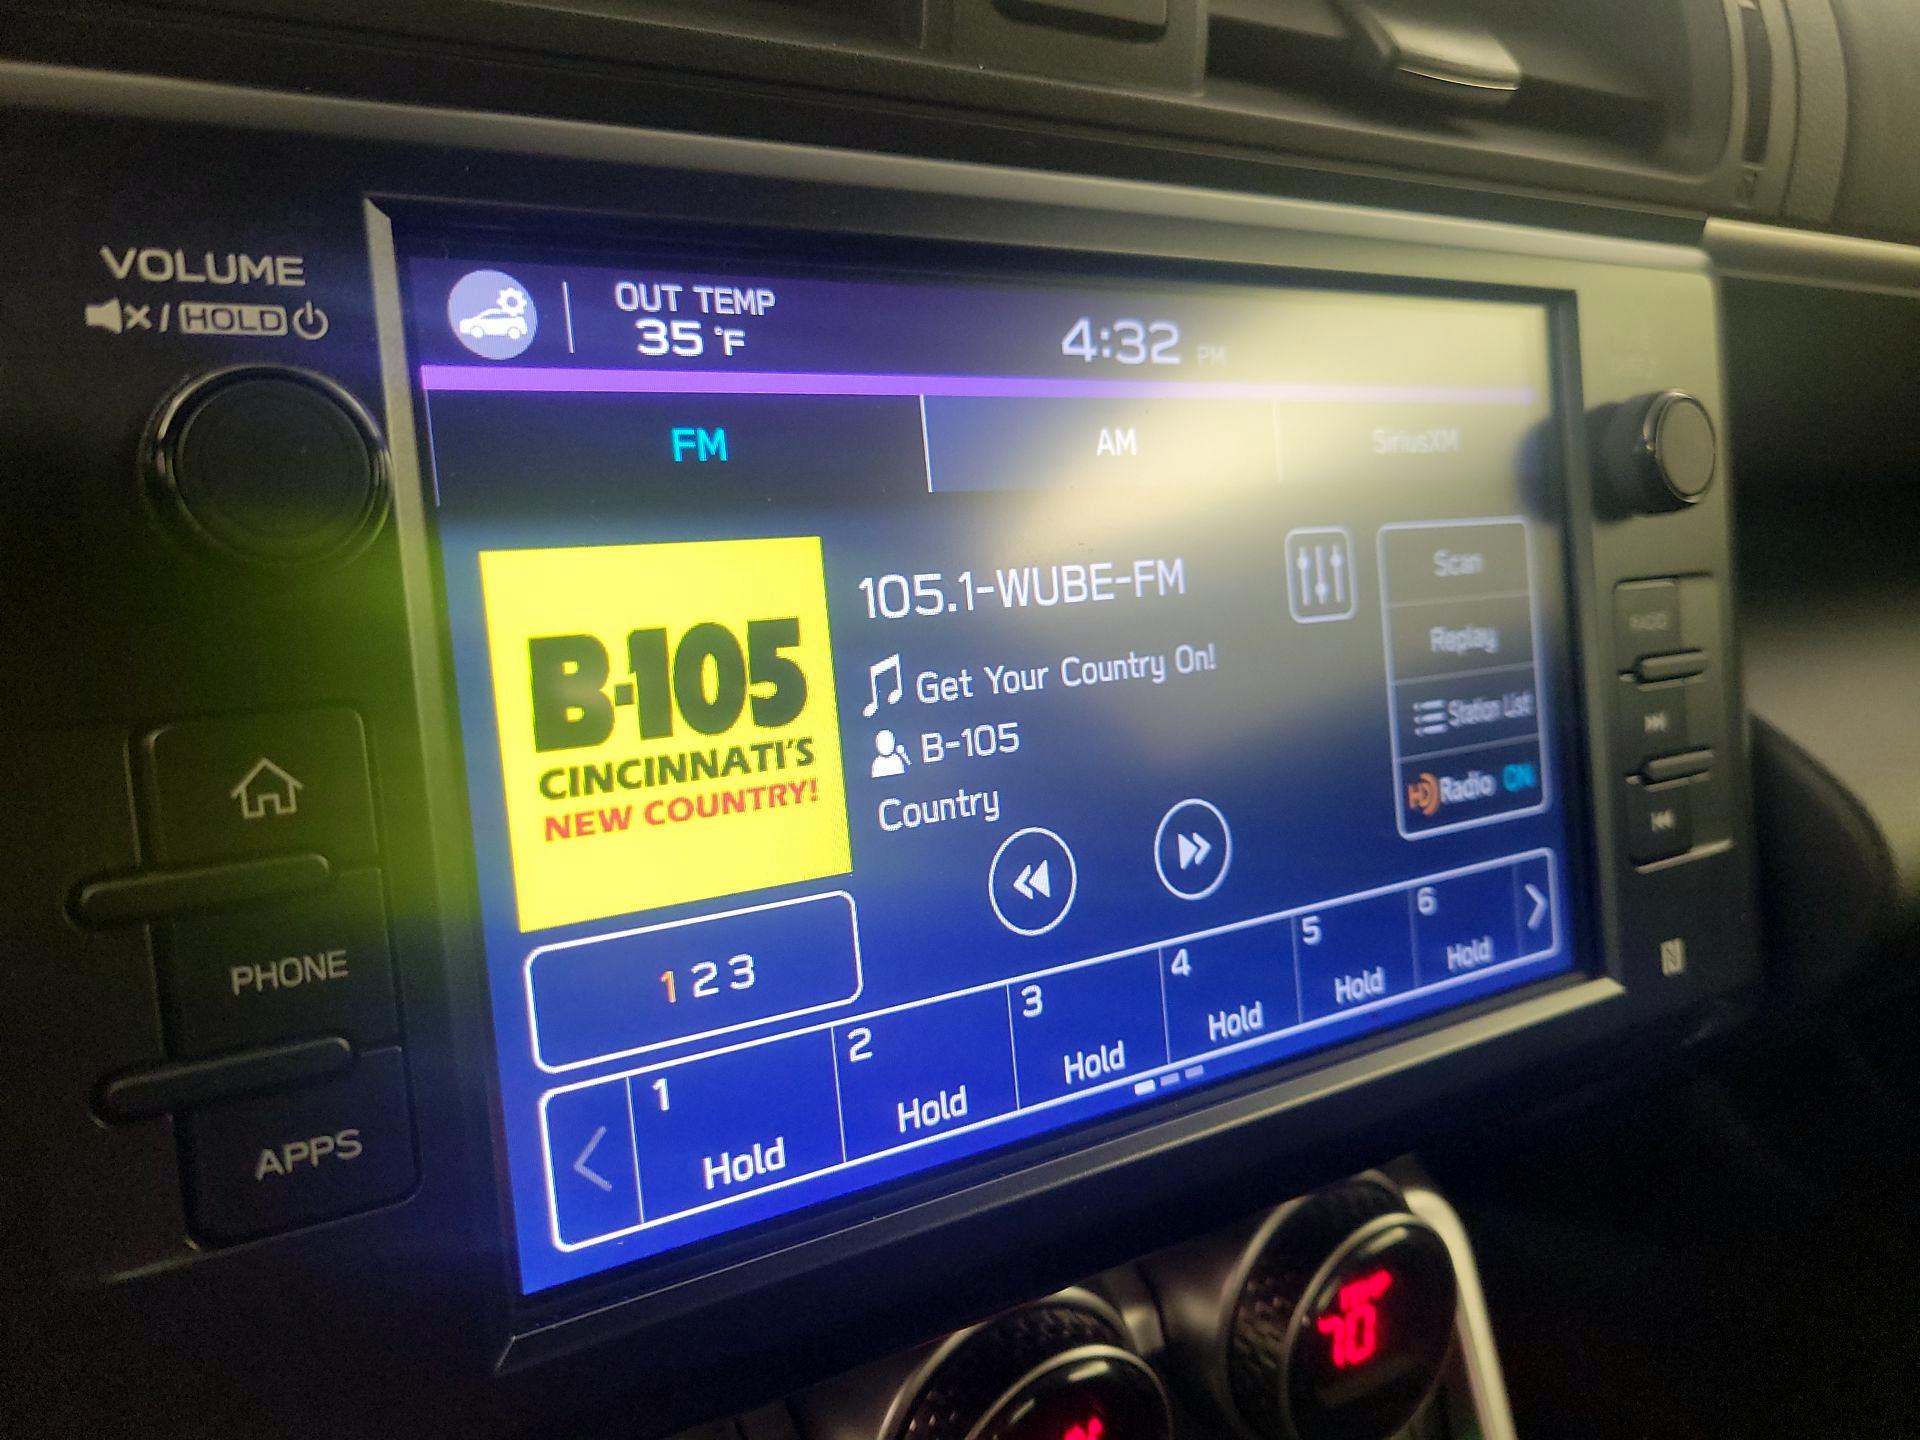 VOLUME
HOLD
OUT TEMP
35 °F
4:32 PM
FM
AM
SiriusXM
B-105
CINCINNATI'S
NEW COUNTRY!
105.1-WUBE-FM
Get Your Country On!
B-105
Country
Scan
Replay
Station List
HD Radio ON
1 2 3
1 Hold
2 Hold
3 Hold
4 Hold
5 Hold
6 Hold
PHONE
APPS
70°